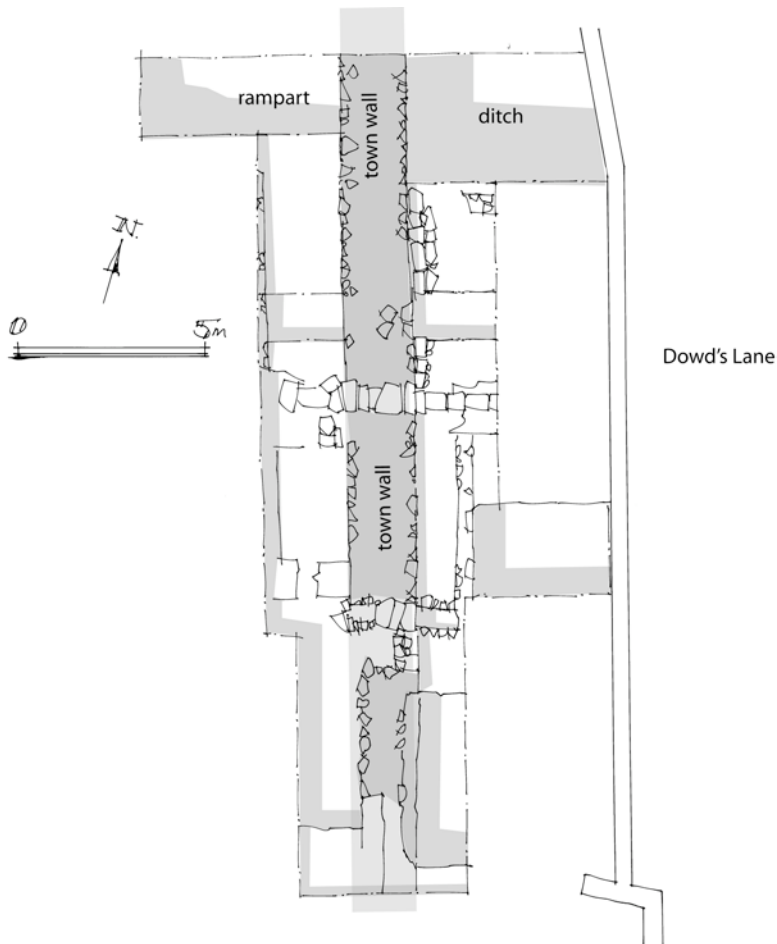 rampart
town wall
ditch
N.
0 5m
Dowd's Lane
town wall